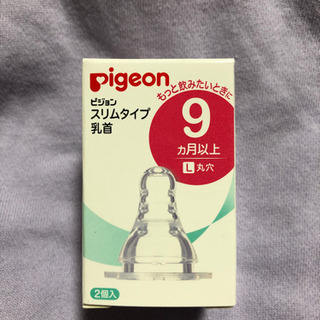 Pigeon
もっと飲みたいときに
ピジョン
スリムタイプ
乳首
9
ヵ月以上
L 丸穴
2個入